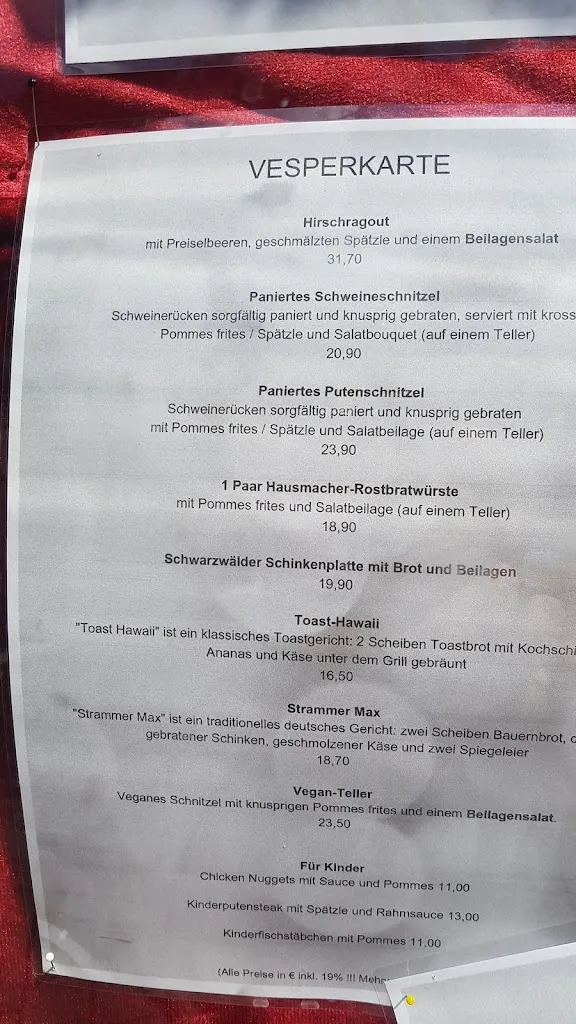 VESPERKARTE
Hirschragout
mit Preiselbeeren, geschmälzten Spätzle und einem Beilagensalat
31,70
Paniertes Schweineschnitzel
Schweinerücken sorgfältig paniert und knusprig gebraten, serviert mit kross
Pommes frites / Spätzle und Salatbouquet (auf einem Teller)
20,90
Paniertes Putenschnitzel
Schweinerücken sorgfältig paniert und knusprig gebraten
mit Pommes frites / Spätzle und Salatbeilage (auf einem Teller)
23,90
1 Paar Hausmacher-Rostbratwürste
mit Pommes frites und Salatbeilage (auf einem Teller)
18,90
Schwarzwälder Schinkenplatte mit Brot und Beilagen
19,90
Toast-Hawaii
"Toast Hawaii" ist ein klassisches Toastgericht: 2 Scheiben Toastbrot mit Kochschi
Ananas und Käse unter dem Grill gebräunt
16,50
Strammer Max
"Strammer Max" ist ein traditionelles deutsches Gericht: zwei Scheiben Bauernbrot,
gebratener Schinken, geschmolzener Käse und zwei Spiegeleier
18,70
Vegan-Teller
Veganes Schnitzel mit knusprigen Pommes frites und einem Beilagensalat.
23,50
Für Kinder
Chicken Nuggets mit Sauce und Pommes 11,00
Kinderputensteak mit Spätzle und Rahmsauce 13,00
Kinderfischstäbchen mit Pommes 11,00
(Alle Preise in € inkl. 19% !!! Mehr